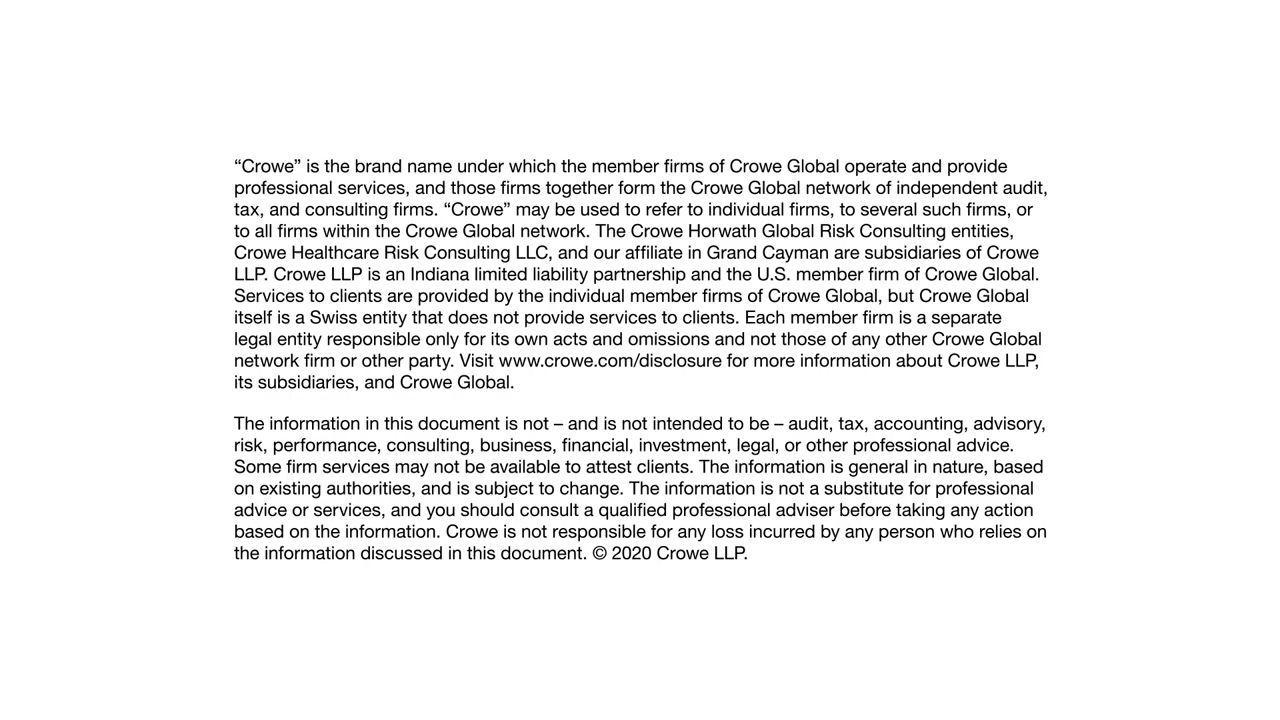 “Crowe” is the brand name under which the member firms of Crowe Global operate and provide
professional services, and those firms together form the Crowe Global network of independent audit,
tax, and consulting firms. “Crowe” may be used to refer to individual firms, to several such firms, or
to all firms within the Crowe Global network. The Crowe Horwath Global Risk Consulting entities,
Crowe Healthcare Risk Consulting LLC, and our affiliate in Grand Cayman are subsidiaries of Crowe
LLP. Crowe LLP is an Indiana limited liability partnership and the U.S. member firm of Crowe Global.
Services to clients are provided by the individual member firms of Crowe Global, but Crowe Global
itself is a Swiss entity that does not provide services to clients. Each member firm is a separate
legal entity responsible only for its own acts and omissions and not those of any other Crowe Global
network firm or other party. Visit www.crowe.com/disclosure for more information about Crowe LLP,
its subsidiaries, and Crowe Global.
The information in this document is not – and is not intended to be – audit, tax, accounting, advisory,
risk, performance, consulting, business, financial, investment, legal, or other professional advice.
Some firm services may not be available to attest clients. The information is general in nature, based
on existing authorities, and is subject to change. The information is not a substitute for professional
advice or services, and you should consult a qualified professional adviser before taking any action
based on the information. Crowe is not responsible for any loss incurred by any person who relies on
the information discussed in this document. © 2020 Crowe LLP.